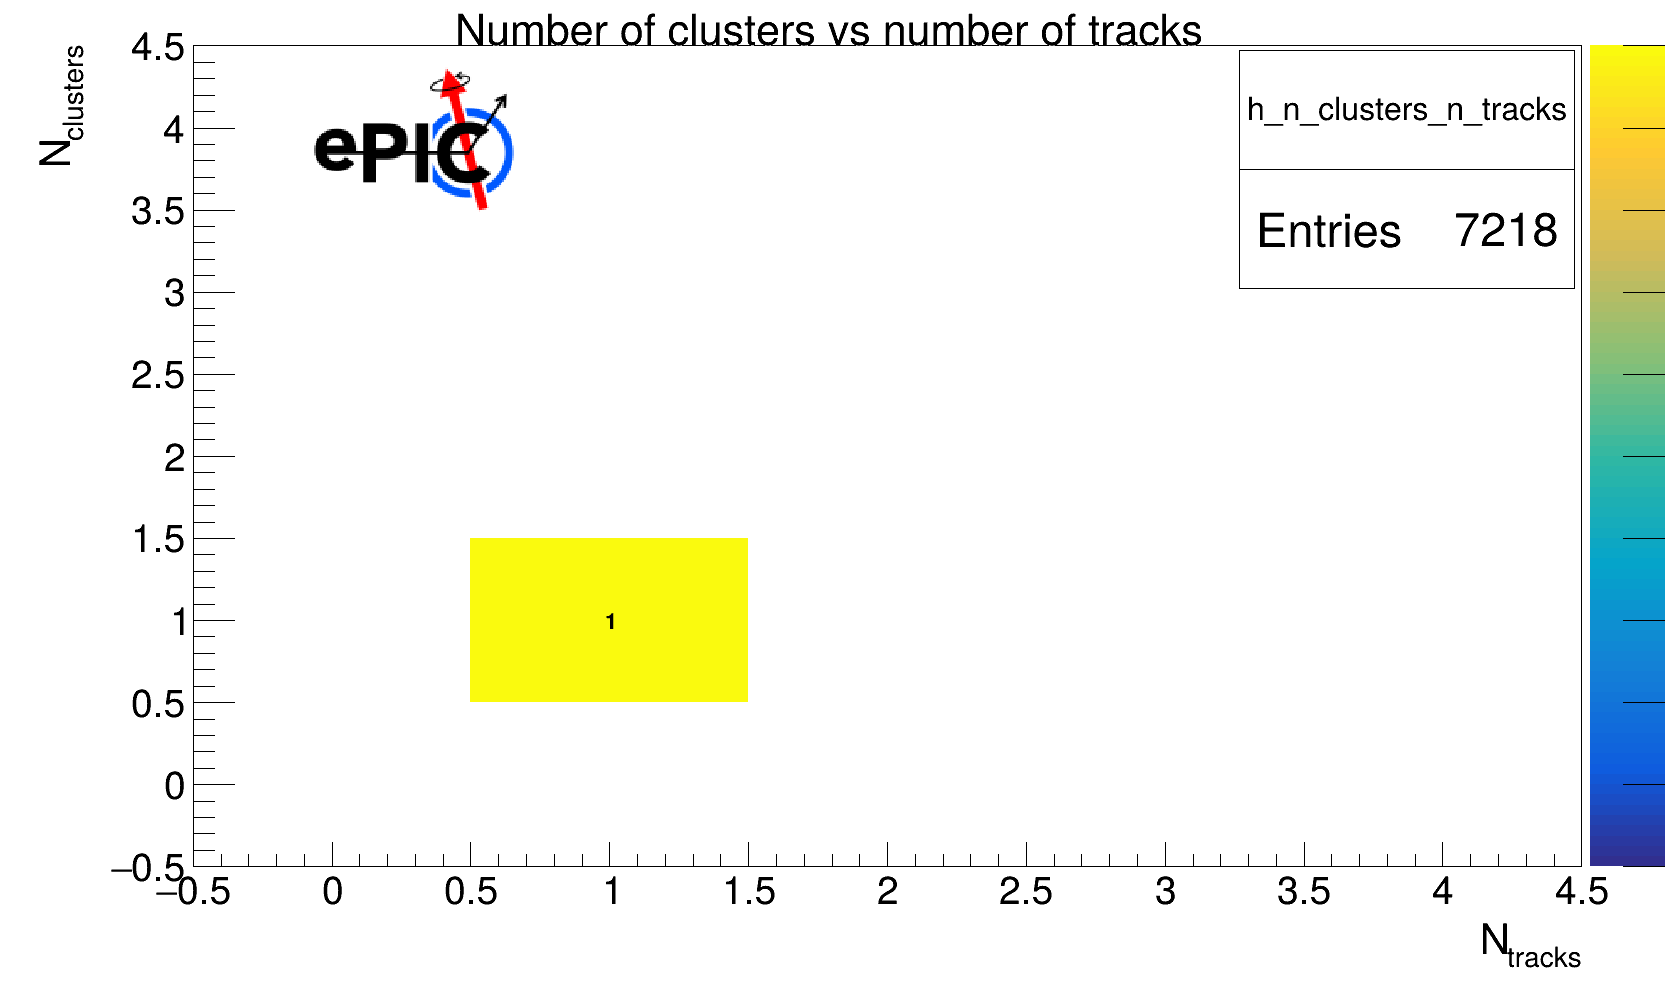 Number of clusters vs number of tracks
N_clusters
4.5
4
3.5
3
2.5
2
1.5
1
0.5
0
−0.5
ePIC
h_n_clusters_n_tracks
Entries 7218
1
−0.5 0 0.5 1 1.5 2 2.5 3 3.5 4 4.5
N_tracks